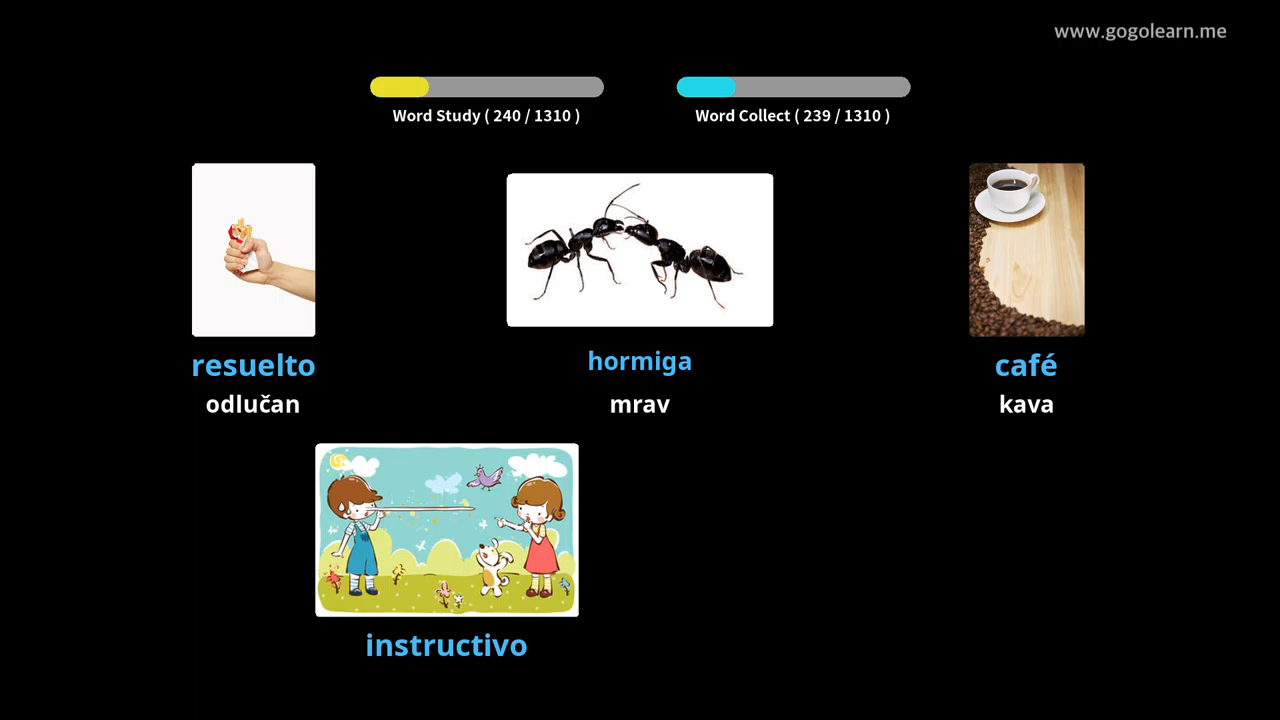 www.gogolearn.me
Word Study ( 240 / 1310 )
Word Collect ( 239 / 1310 )
resuelto
hormiga
café
odlučan
mrav
kava
instructivo